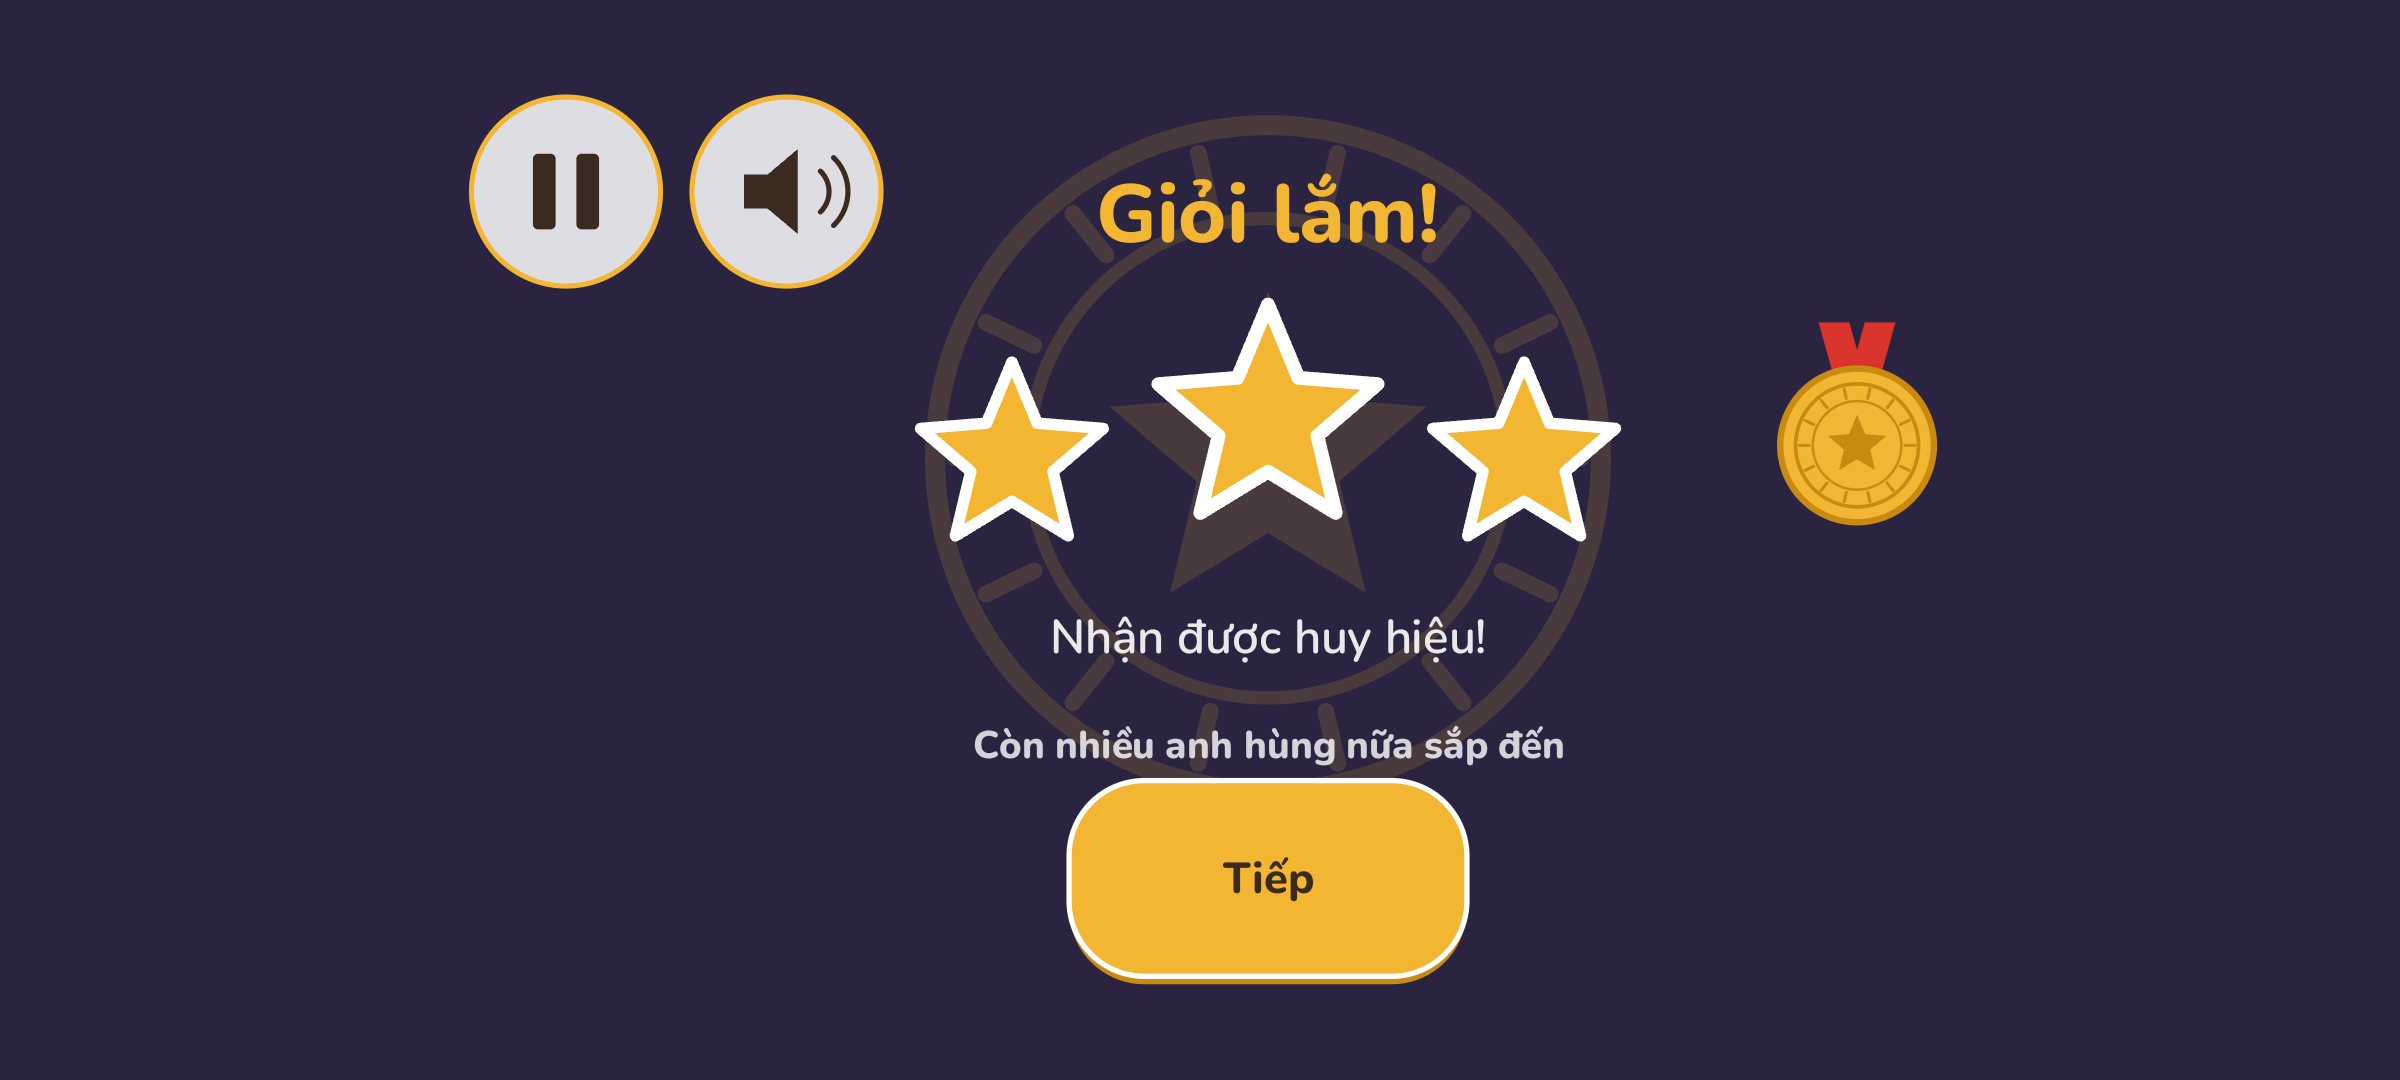 Giỏi lắm!
Nhận được huy hiệu!
Còn nhiều anh hùng nữa sắp đến
Tiếp